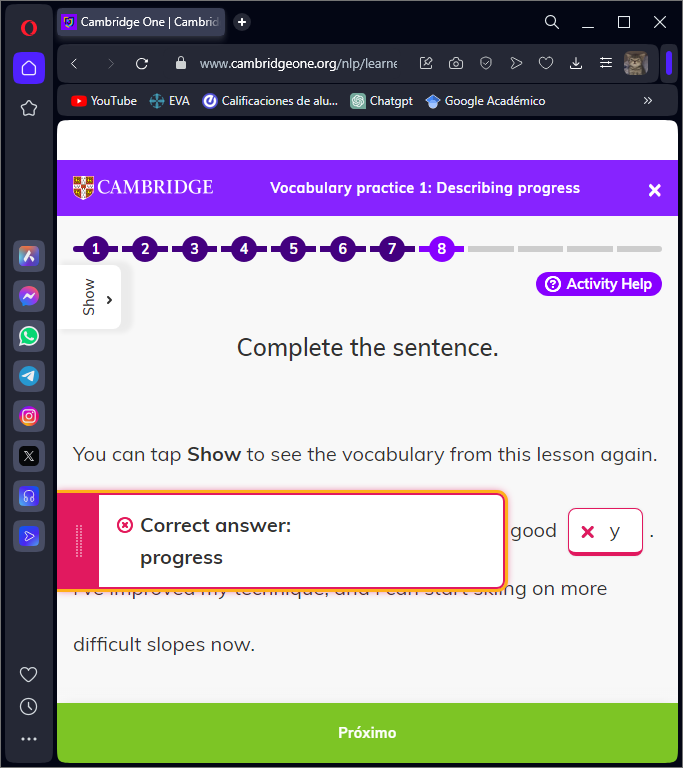 Cambridge One | Cambrid
www.cambridgeone.org/nlp/learne
YouTube EVA Calificaciones de alu... Chatgpt Google Académico
CAMBRIDGE Vocabulary practice 1: Describing progress
1 2 3 4 5 6 7 8
Activity Help
Show
Complete the sentence.
You can tap Show to see the vocabulary from this lesson again.
Correct answer:
progress
good y .
I've improved my technique, and I can start skiing on more
difficult slopes now.
Próximo